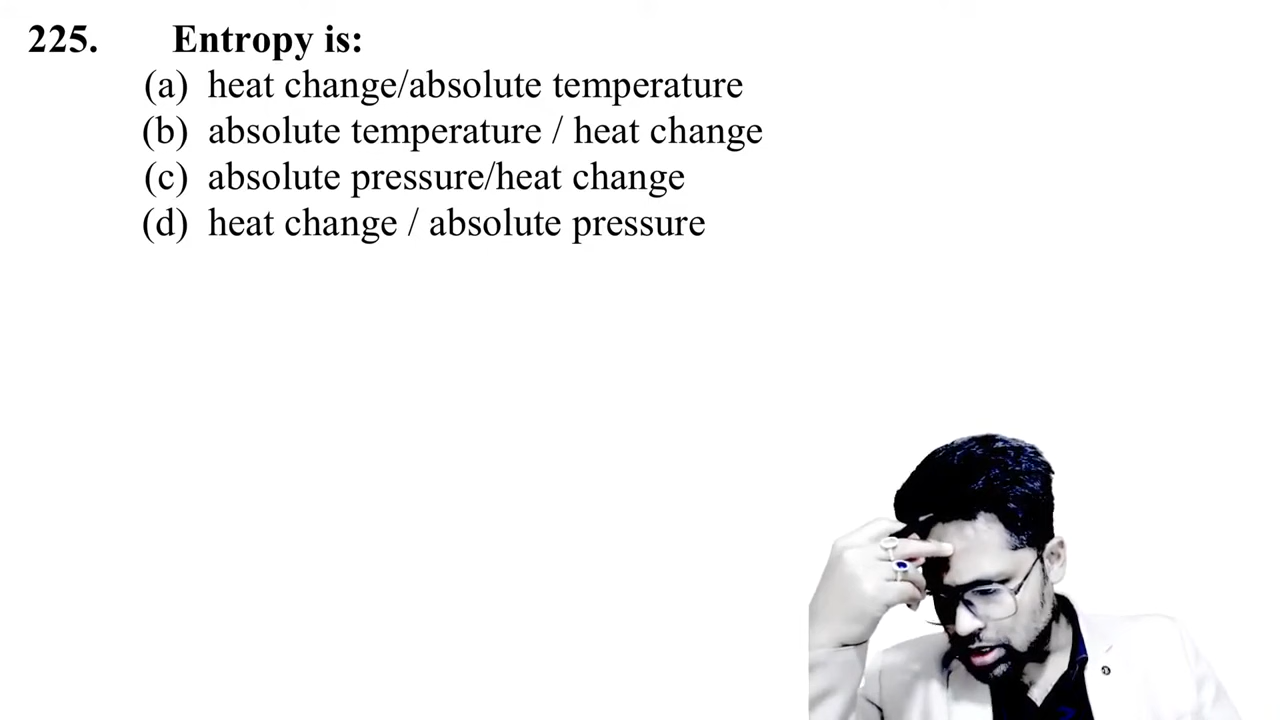 225. Entropy is:
(a) heat change/absolute temperature
(b) absolute temperature / heat change
(c) absolute pressure/heat change
(d) heat change / absolute pressure